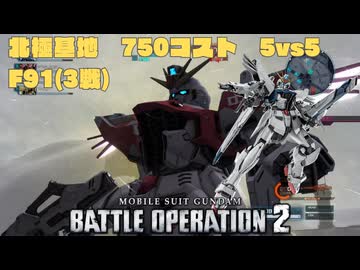 北極基地 750コスト 5vs5
F91(3戦)
MOBILE SUIT GUNDAM
BATTLE OPERATION 2